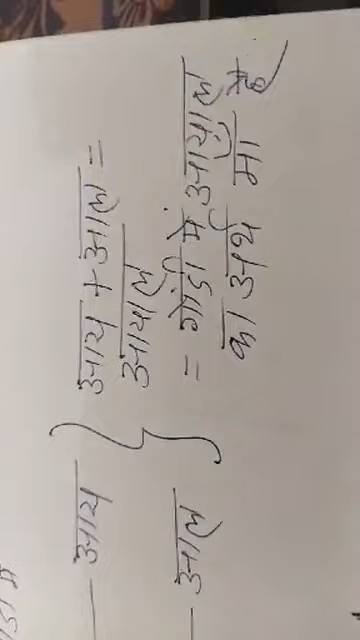 — आय
— आल
आय + आल =
आयाल
= गोंडी में आयाल
का अर्थ मा
है